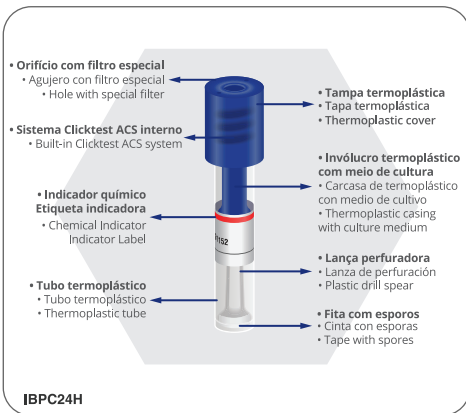 • Orifício com filtro especial
• Agujero con filtro especial
• Hole with special filter
• Sistema Clicktest ACS interno
• Built-in Clicktest ACS system
• Indicador químico
Etiqueta indicadora
• Chemical Indicator
Indicator Label
• Tubo termoplástico
• Tubo termoplástico
• Thermoplastic tube
• Tampa termoplástica
• Tapa termoplástica
• Thermoplastic cover
• Invólucro termoplástico
com meio de cultura
• Carcasa de termoplástico
con medio de cultivo
• Thermoplastic casing
with culture medium
• Lança perfuradora
• Lanza de perfuración
• Plastic drill spear
• Fita com esporos
• Cinta con esporas
• Tape with spores
IBPC24H